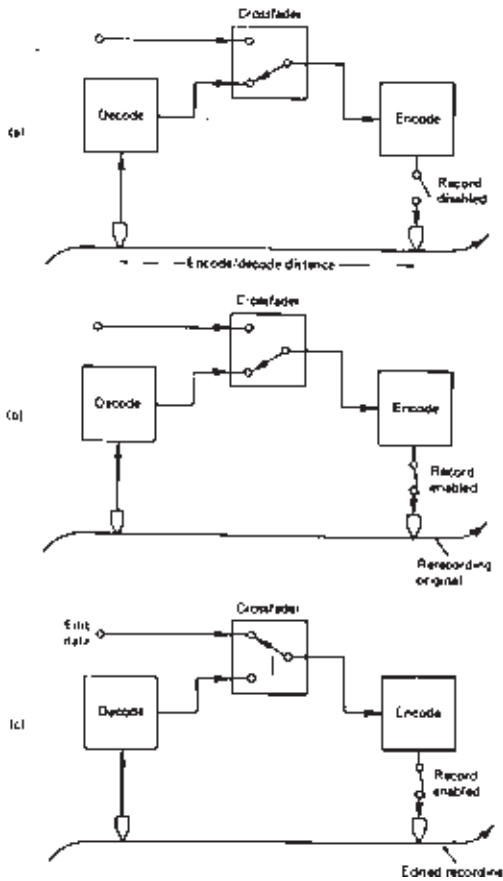 Crossfader
Decode
Encode
(a)
Record
disabled
Encode/decode distance
Crossfader
Decode
Encode
(b)
Record
enabled
Rerecording
original
Crossfader
Edit
data
Decode
Encode
(c)
Record
enabled
Edited recording